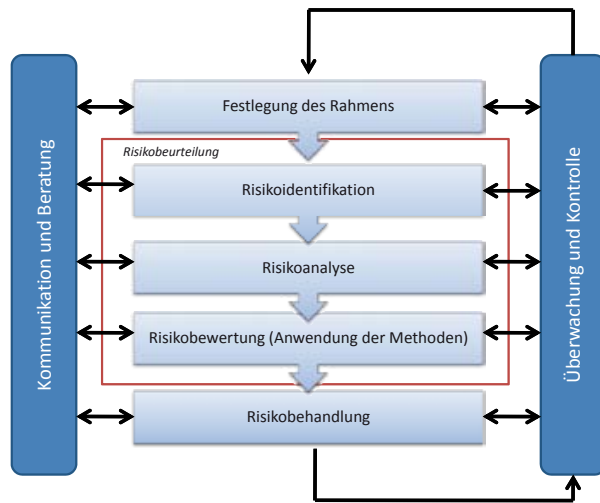 Kommunikation und Beratung
Festlegung des Rahmens
Risikobeurteilung
Risikoidentifikation
Risikoanalyse
Risikobewertung (Anwendung der Methoden)
Risikobehandlung
Überwachung und Kontrolle